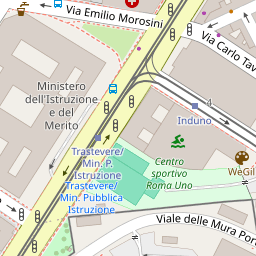 Via Emilio Morosini
Via Carlo Tav
Ministero
dell'Istruzione
e del
Merito
4
Induno
Trastevere/
Min. P.
Istruzione
Trastevere/
Min. Pubblica
Istruzione
Centro
sportivo
Roma Uno
WeGil
Viale delle Mura Por